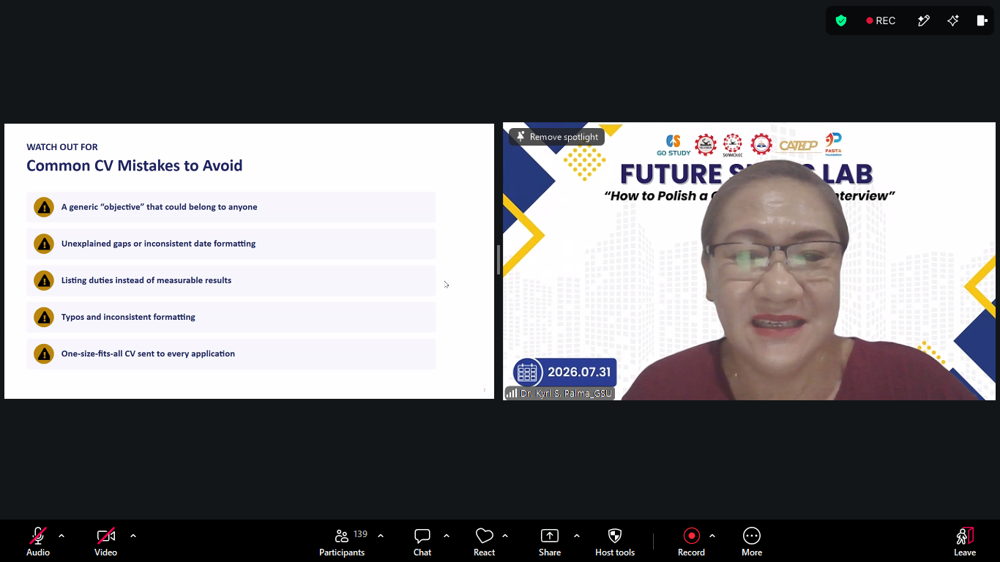 REC
WATCH OUT FOR
Common CV Mistakes to Avoid
A generic “objective” that could belong to anyone
Unexplained gaps or inconsistent date formatting
Listing duties instead of measurable results
Typos and inconsistent formatting
One-size-fits-all CV sent to every application
7
Remove spotlight
GO STUDY
SEAMOLEC
PASITA
FUTURE LAB
“How to Polish a nterview”
2026.07.31
Dr. Kyrl S. Palma_GSU
Audio
Video
Participants
139
Chat
React
Share
Host tools
Record
More
Leave